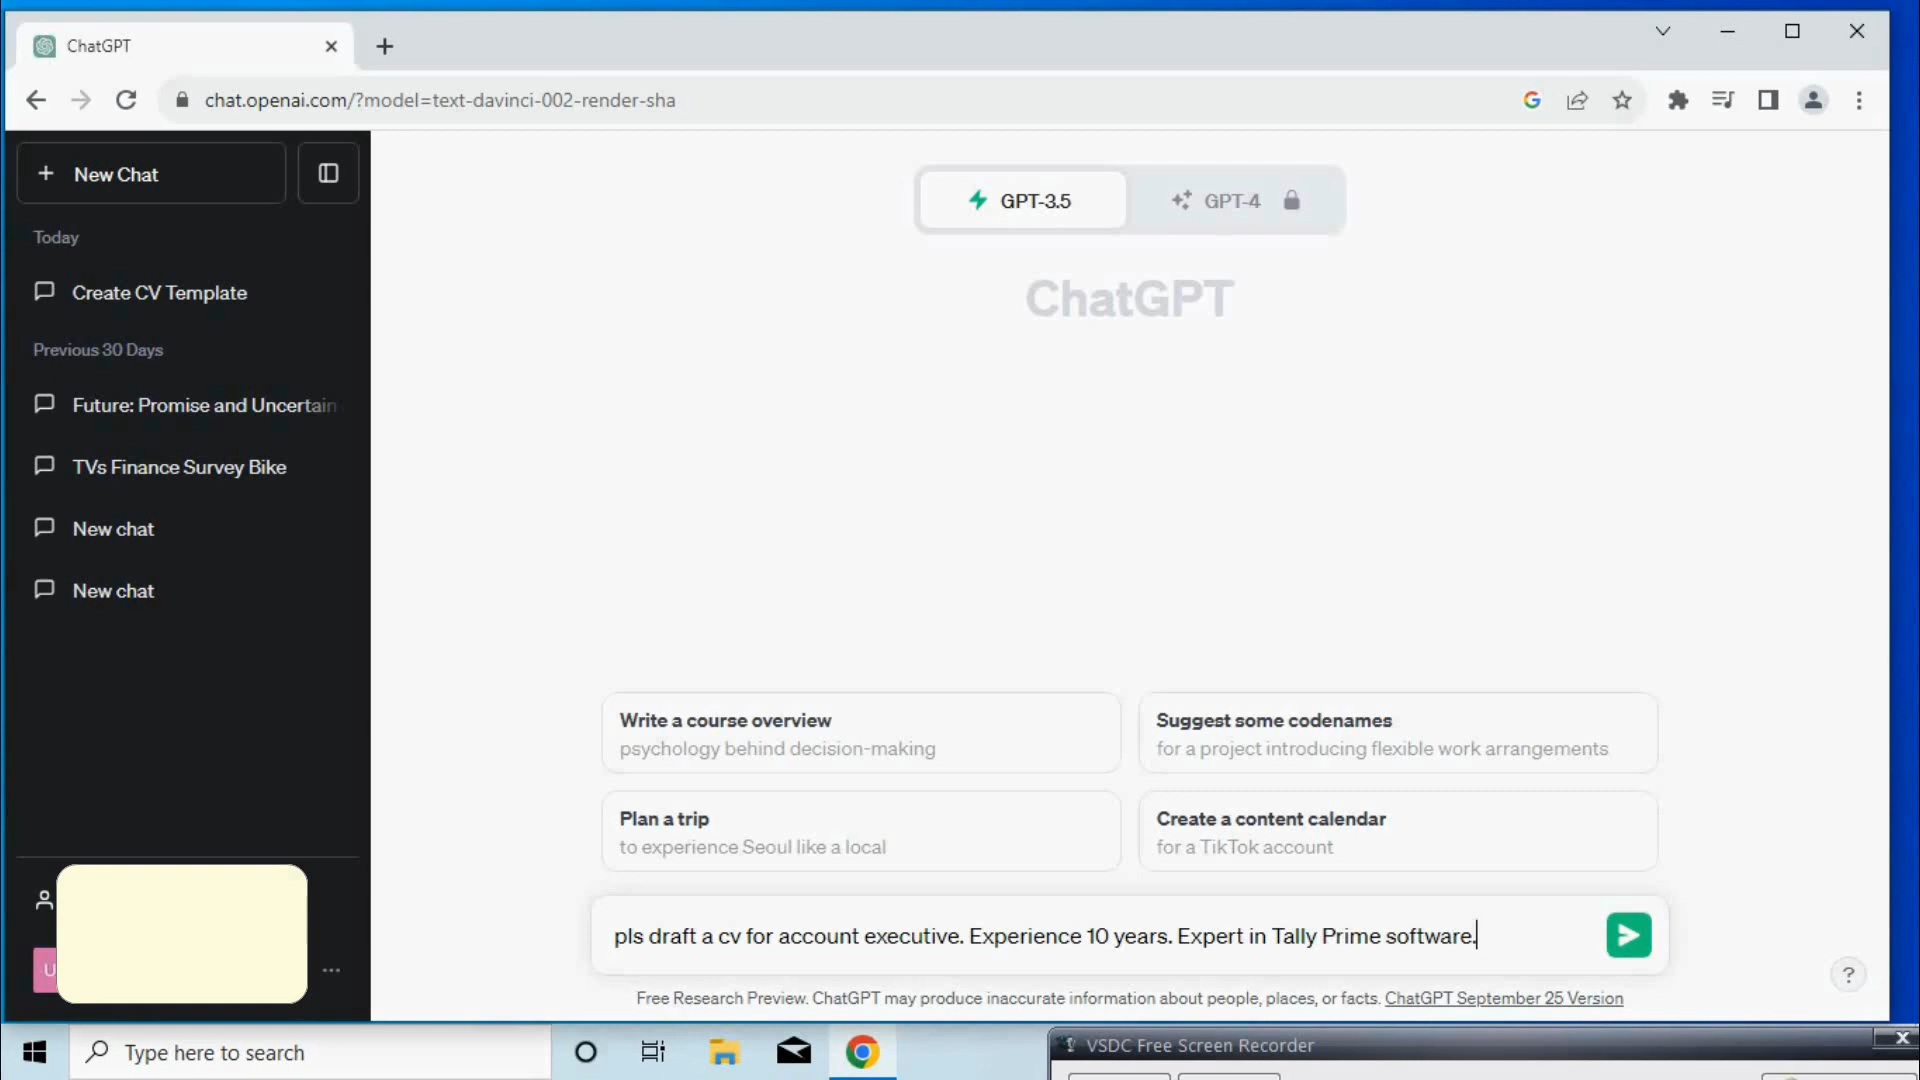 ChatGPT
chat.openai.com/?model=text-davinci-002-render-sha
New Chat
Today
Create CV Template
Previous 30 Days
Future: Promise and Uncertain
TVs Finance Survey Bike
New chat
New chat
U
GPT-3.5
GPT-4
ChatGPT
Write a course overview
psychology behind decision-making
Suggest some codenames
for a project introducing flexible work arrangements
Plan a trip
to experience Seoul like a local
Create a content calendar
for a TikTok account
pls draft a cv for account executive. Experience 10 years. Expert in Tally Prime software.
Free Research Preview. ChatGPT may produce inaccurate information about people, places, or facts. ChatGPT September 25 Version
?
Type here to search
VSDC Free Screen Recorder